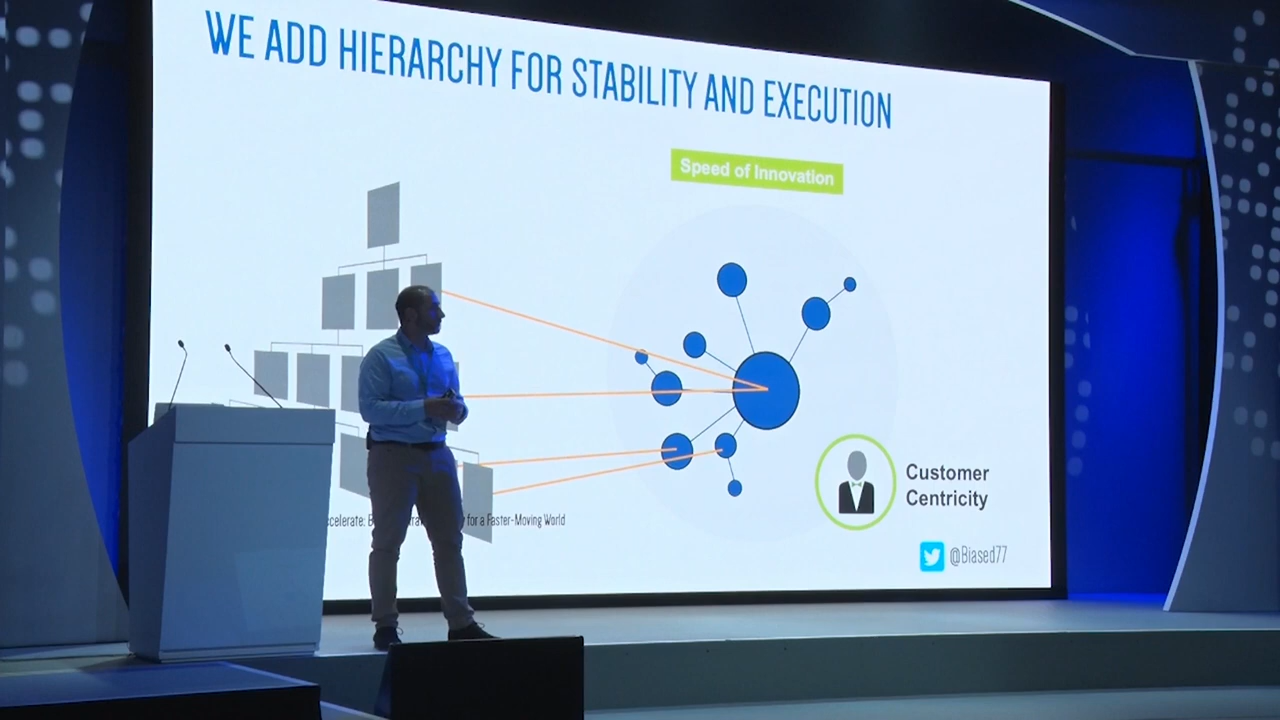 WE ADD HIERARCHY FOR STABILITY AND EXECUTION
Speed of Innovation
Customer
Centricity
for a Faster-Moving World
@Biased77